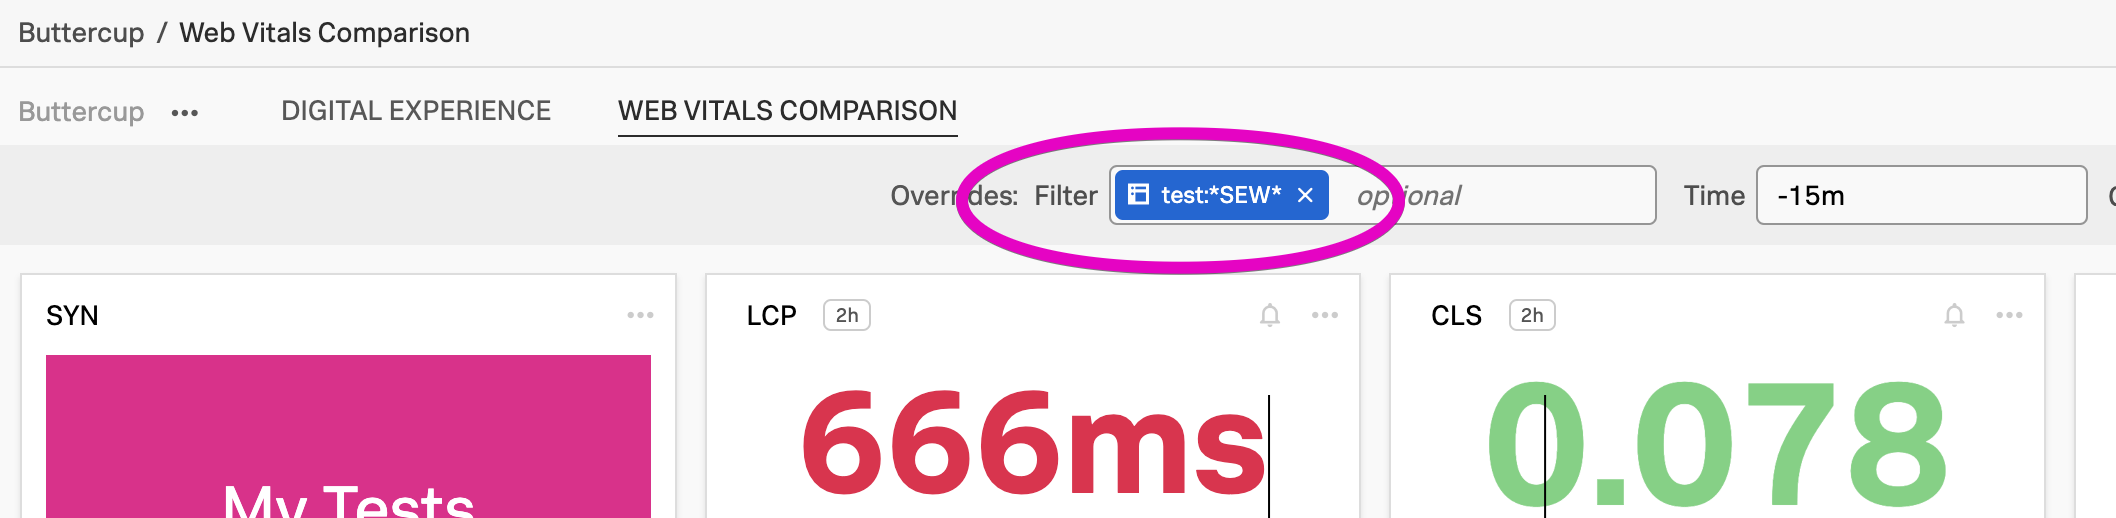 Buttercup / Web Vitals Comparison
Buttercup ••• DIGITAL EXPERIENCE WEB VITALS COMPARISON
Overrides: Filter test:*SEW* × optional Time -15m
SYN ••• LCP 2h ••• CLS 2h •••
My Tests 666ms 0.078